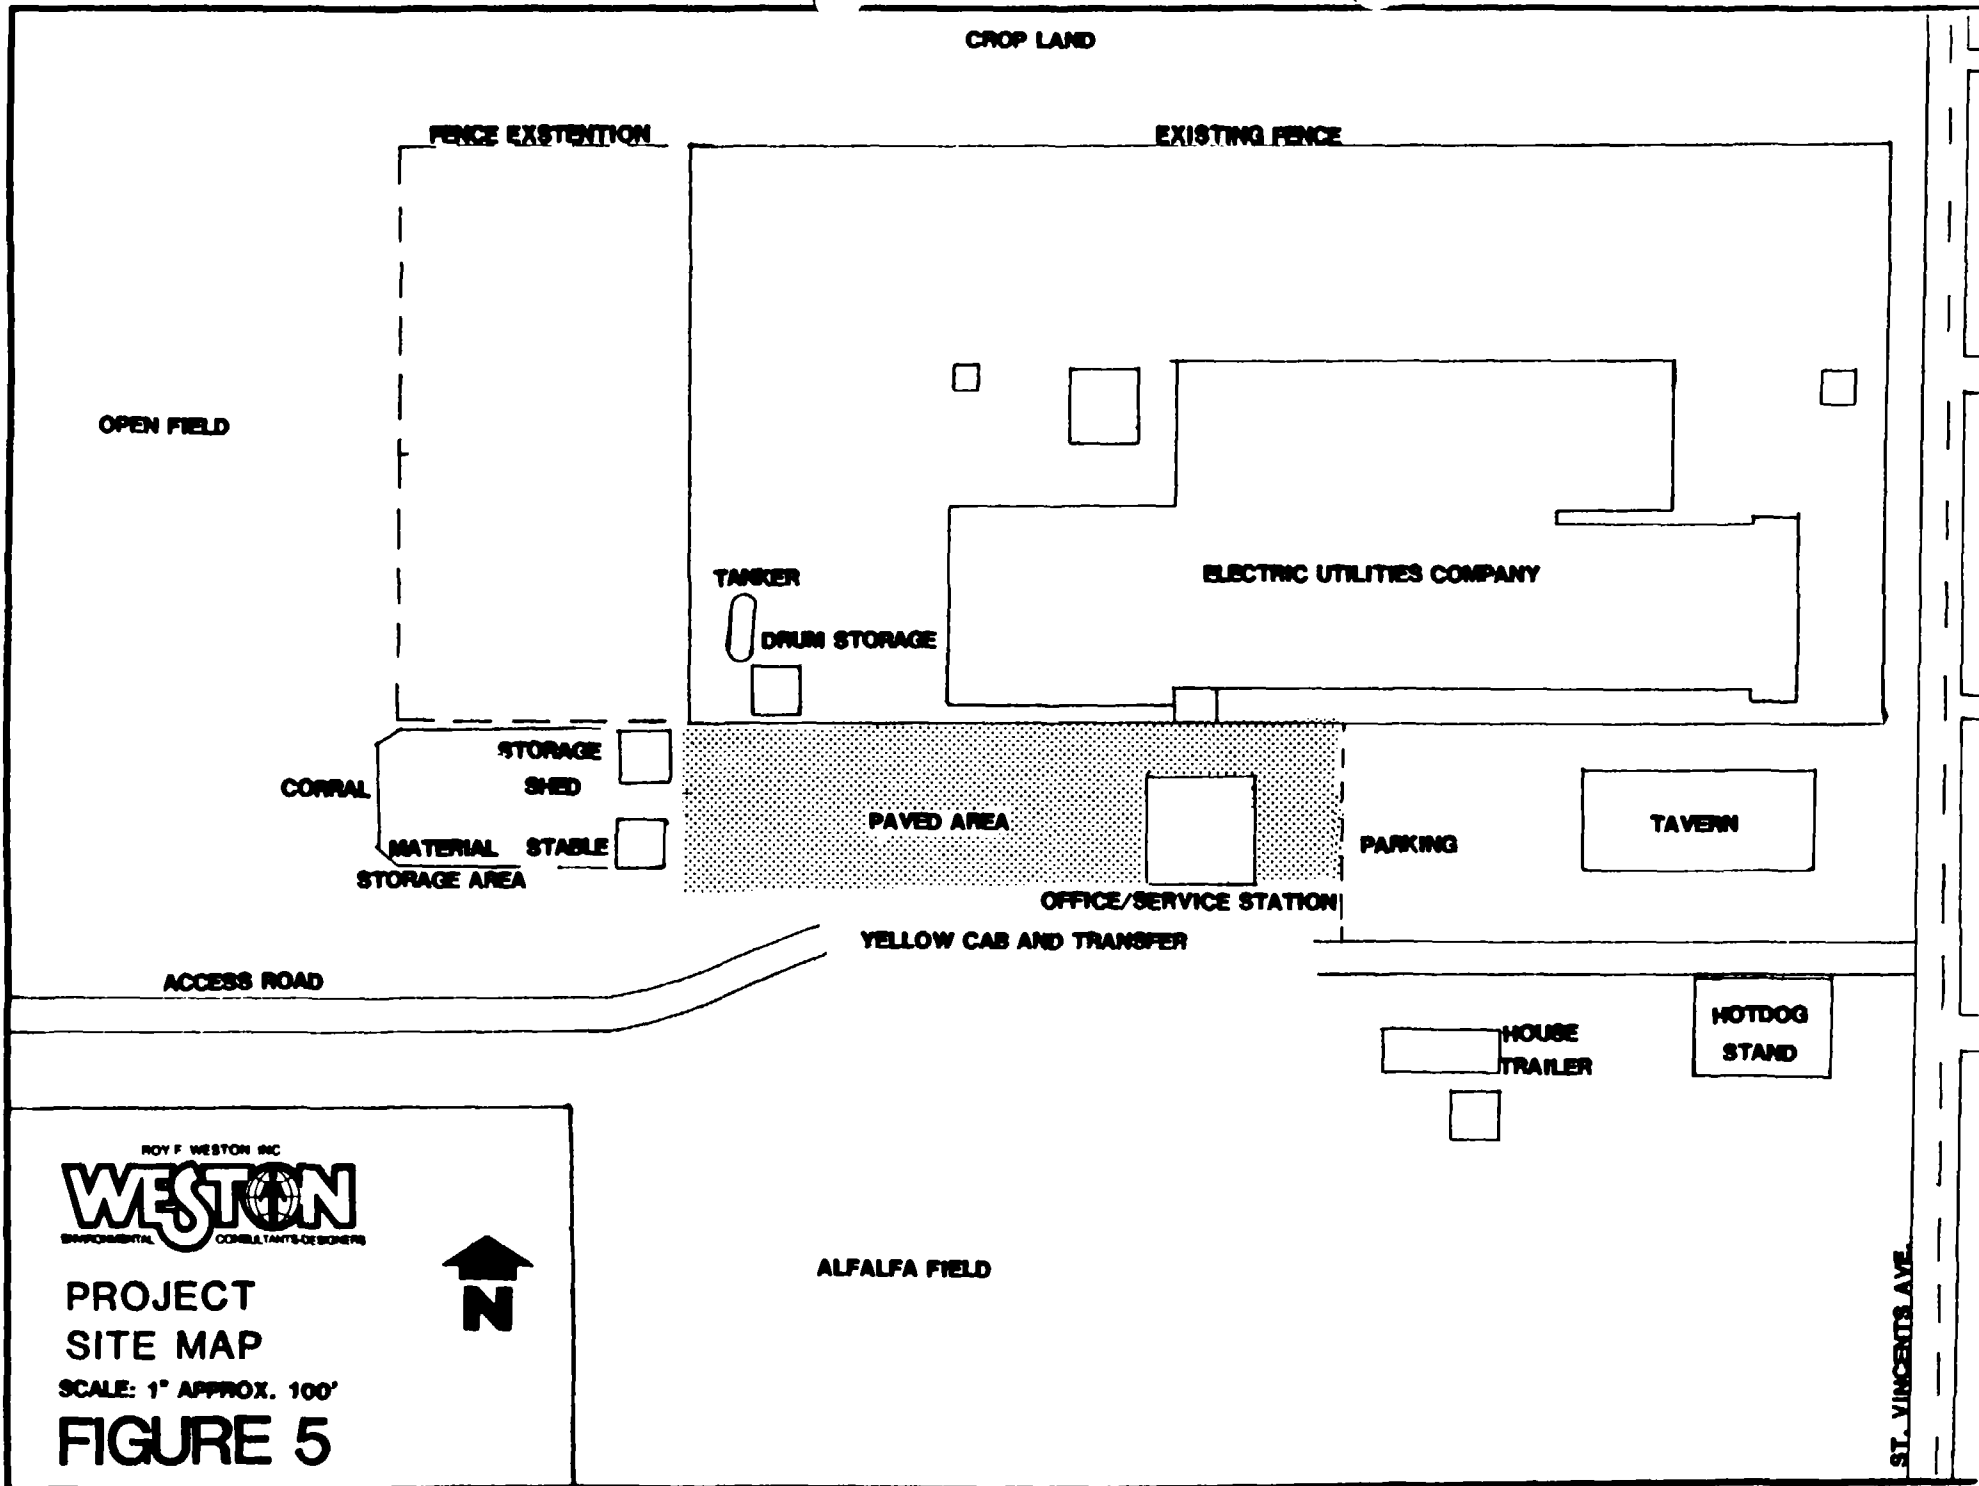 CROP LAND
FENCE EXSTENTION
EXISTING FENCE
OPEN FIELD
TANKER
DRUM STORAGE
ELECTRIC UTILITIES COMPANY
STORAGE
SHED
CORRAL
MATERIAL
STORAGE AREA
STABLE
PAVED AREA
PARKING
TAVERN
OFFICE/SERVICE STATION
YELLOW CAB AND TRANSFER
ACCESS ROAD
HOUSE
TRAILER
HOTDOG
STAND
ROY F WESTON INC
WESTON
ENVIRONMENTAL CONSULTANTS-DESIGNERS
N
PROJECT
SITE MAP
SCALE: 1" APPROX. 100'
FIGURE 5
ALFALFA FIELD
ST. VINCENTS AVE.